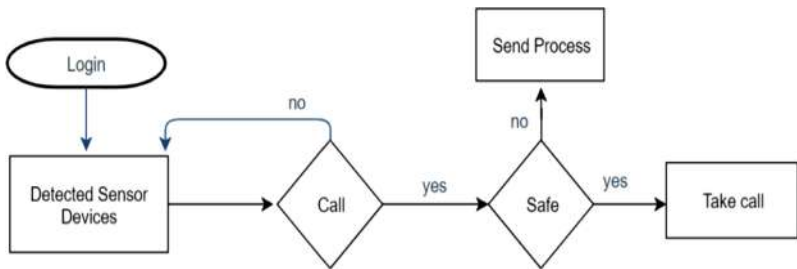 Send Process
Login
no
no
Detected Sensor
Devices
Call
yes
Safe
yes
Take call